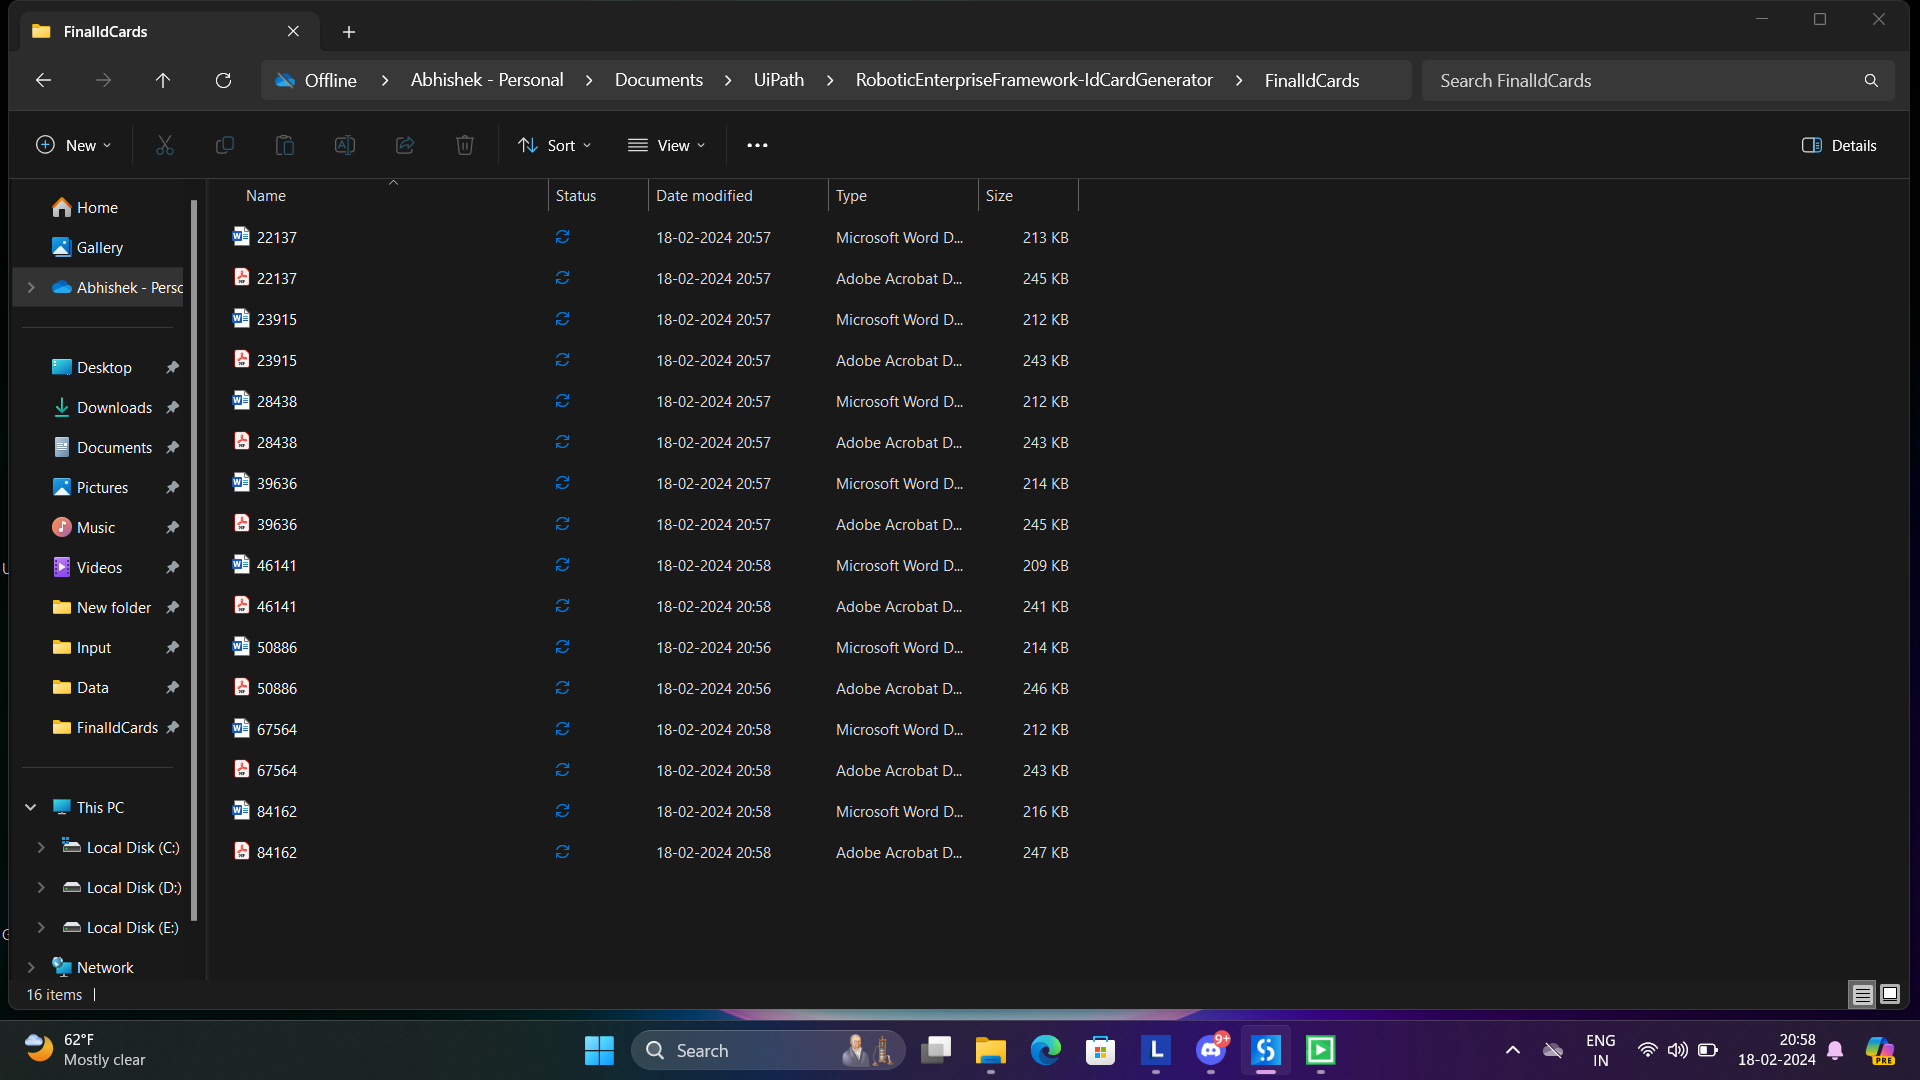 FinalIdCards
Offline > Abhishek - Personal > Documents > UiPath > RoboticEnterpriseFramework-IdCardGenerator > FinalIdCards
Search FinalIdCards
New
Sort
View
Details
Home
Gallery
Abhishek - Perso
Desktop
Downloads
Documents
Pictures
Music
Videos
New folder
Input
Data
FinalIdCards
This PC
Local Disk (C:)
Local Disk (D:)
Local Disk (E:)
Network
Name Status Date modified Type Size
22137 18-02-2024 20:57 Microsoft Word D... 213 KB
22137 18-02-2024 20:57 Adobe Acrobat D... 245 KB
23915 18-02-2024 20:57 Microsoft Word D... 212 KB
23915 18-02-2024 20:57 Adobe Acrobat D... 243 KB
28438 18-02-2024 20:57 Microsoft Word D... 212 KB
28438 18-02-2024 20:57 Adobe Acrobat D... 243 KB
39636 18-02-2024 20:57 Microsoft Word D... 214 KB
39636 18-02-2024 20:57 Adobe Acrobat D... 245 KB
46141 18-02-2024 20:58 Microsoft Word D... 209 KB
46141 18-02-2024 20:58 Adobe Acrobat D... 241 KB
50886 18-02-2024 20:56 Microsoft Word D... 214 KB
50886 18-02-2024 20:56 Adobe Acrobat D... 246 KB
67564 18-02-2024 20:58 Microsoft Word D... 212 KB
67564 18-02-2024 20:58 Adobe Acrobat D... 243 KB
84162 18-02-2024 20:58 Microsoft Word D... 216 KB
84162 18-02-2024 20:58 Adobe Acrobat D... 247 KB
16 items
62°F
Mostly clear
Search
L
9+
ENG
IN
20:58
18-02-2024
PRE